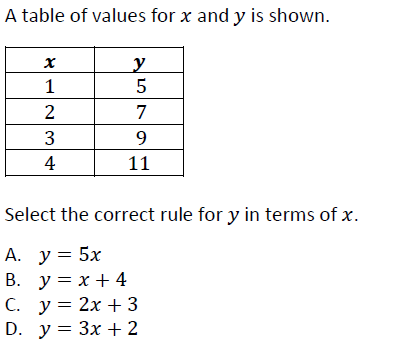 A table of values for x and y is shown.
x y
1 5
2 7
3 9
4 11
Select the correct rule for y in terms of x.
A. y = 5x
B. y = x + 4
C. y = 2x + 3
D. y = 3x + 2